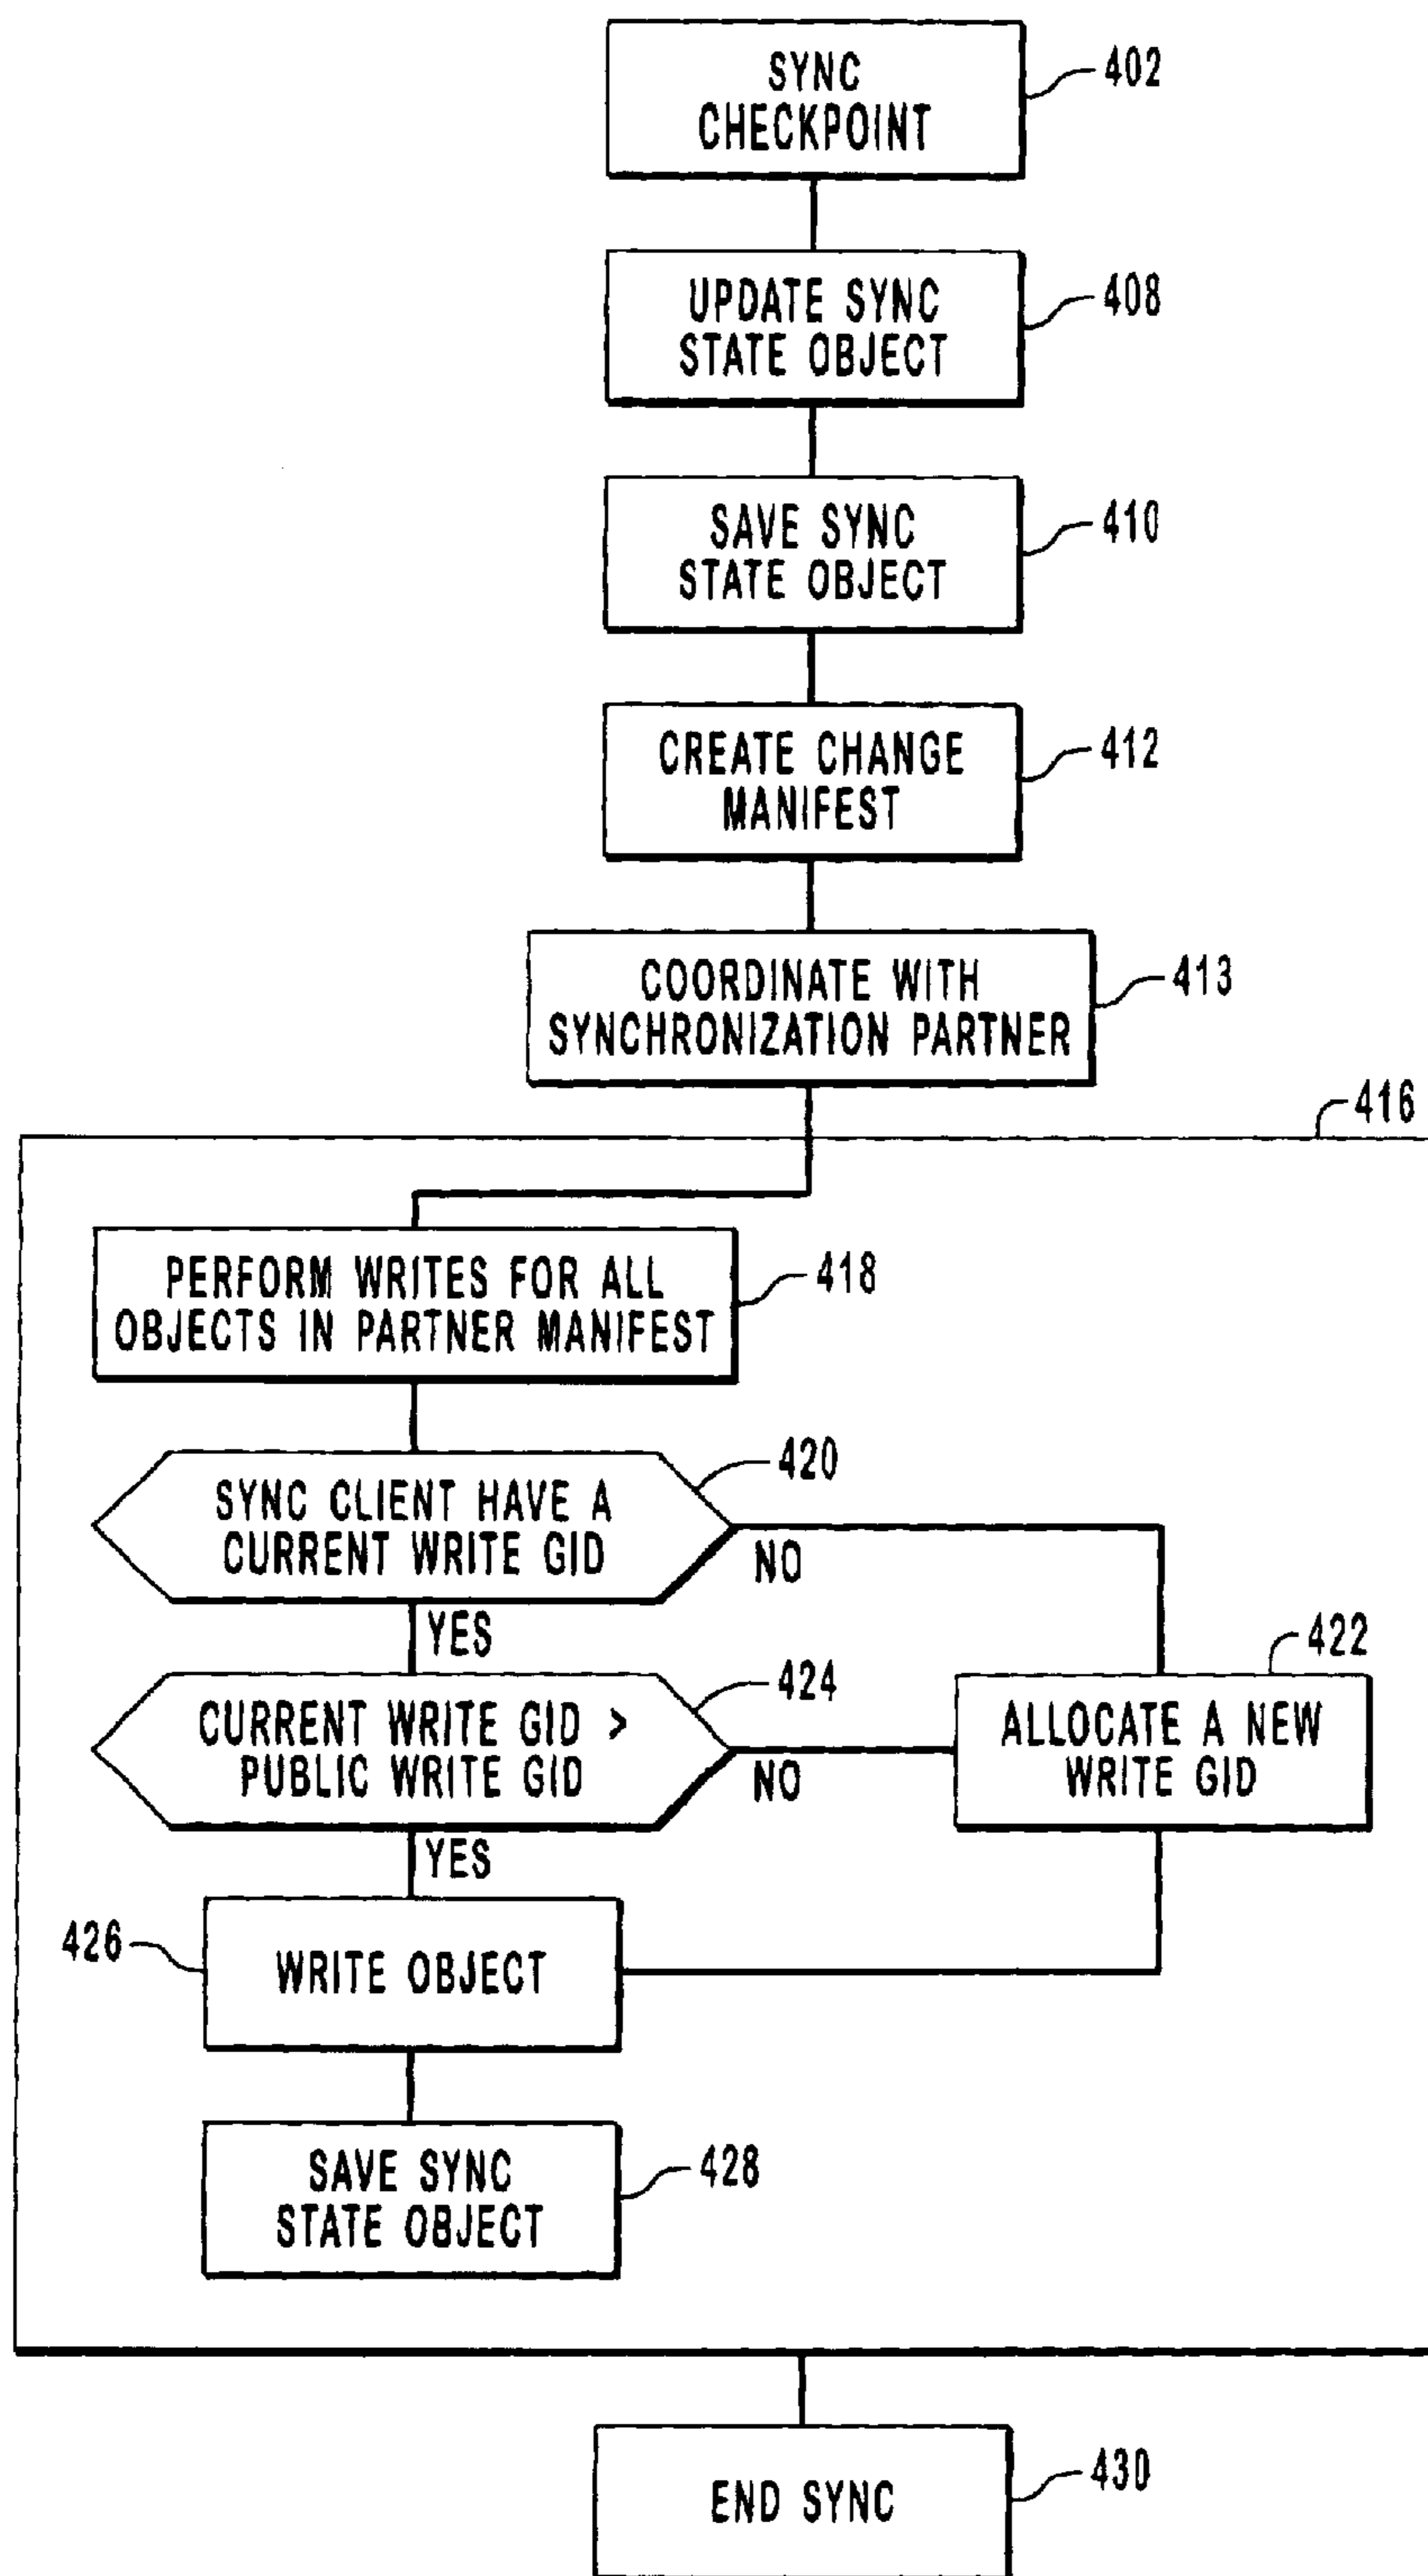 SYNC
CHECKPOINT
402
UPDATE SYNC
STATE OBJECT
408
SAVE SYNC
STATE OBJECT
410
CREATE CHANGE
MANIFEST
412
COORDINATE WITH
SYNCHRONIZATION PARTNER
413
416
PERFORM WRITES FOR ALL
OBJECTS IN PARTNER MANIFEST
418
SYNC CLIENT HAVE A
CURRENT WRITE GID
420
NO
YES
CURRENT WRITE GID >
PUBLIC WRITE GID
424
NO
YES
ALLOCATE A NEW
WRITE GID
422
426
WRITE OBJECT
SAVE SYNC
STATE OBJECT
428
END SYNC
430